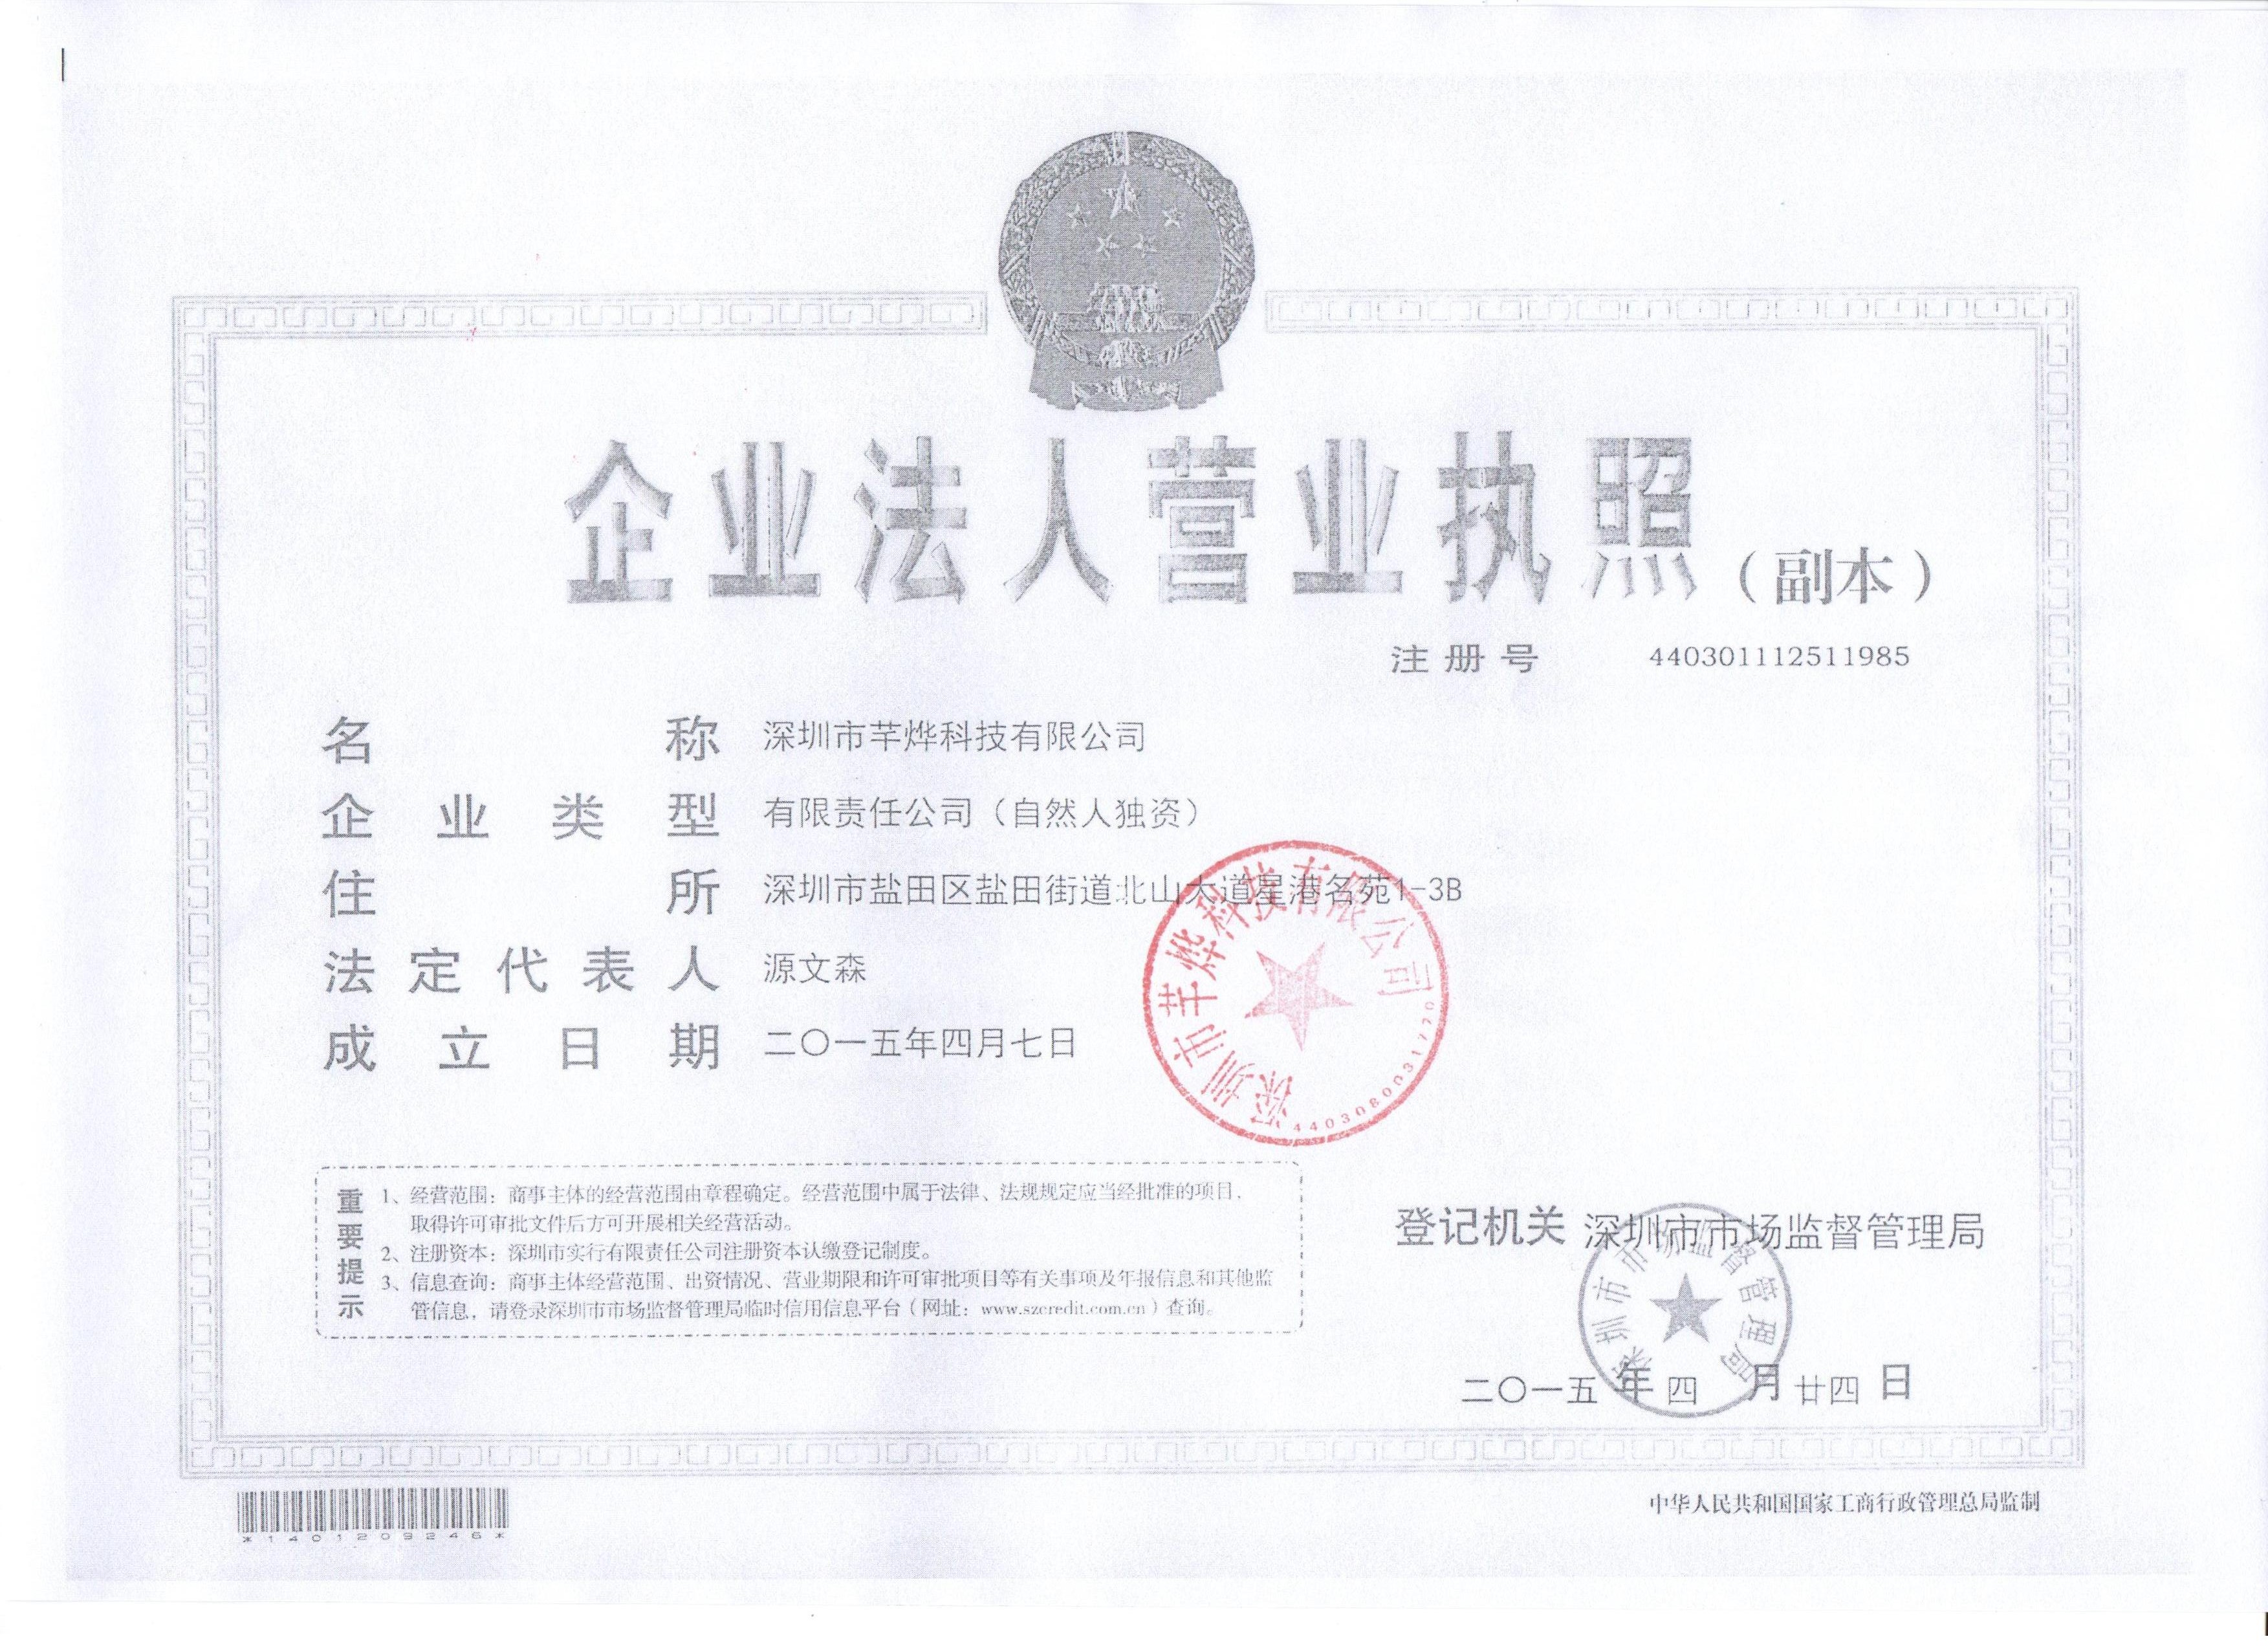 企业法人营业执照（副本）
注册号 440301112511985
名称 深圳市芊烨科技有限公司
企业类型 有限责任公司（自然人独资）
住所 深圳市盐田区盐田街道北山大道星港名苑1-3B
法定代表人 源文森
成立日期 二〇一五年四月七日
深圳市芊烨科技有限公司
4403080031770
重要提示
1、经营范围：商事主体的经营范围由章程确定。经营范围中属于法律、法规规定应当经批准的项目，
取得许可审批文件后方可开展相关经营活动。
2、注册资本：深圳市实行有限责任公司注册资本认缴登记制度。
3、信息查询：商事主体经营范围、出资情况、营业期限和许可审批项目等有关事项及年报信息和其他监
管信息，请登录深圳市市场监督管理局临时信用信息平台（网址：www.szcredit.com.cn）查询。
登记机关 深圳市市场监督管理局
深圳市市场监督管理局
二〇一五年四月廿四日
*1401209246*
中华人民共和国国家工商行政管理总局监制